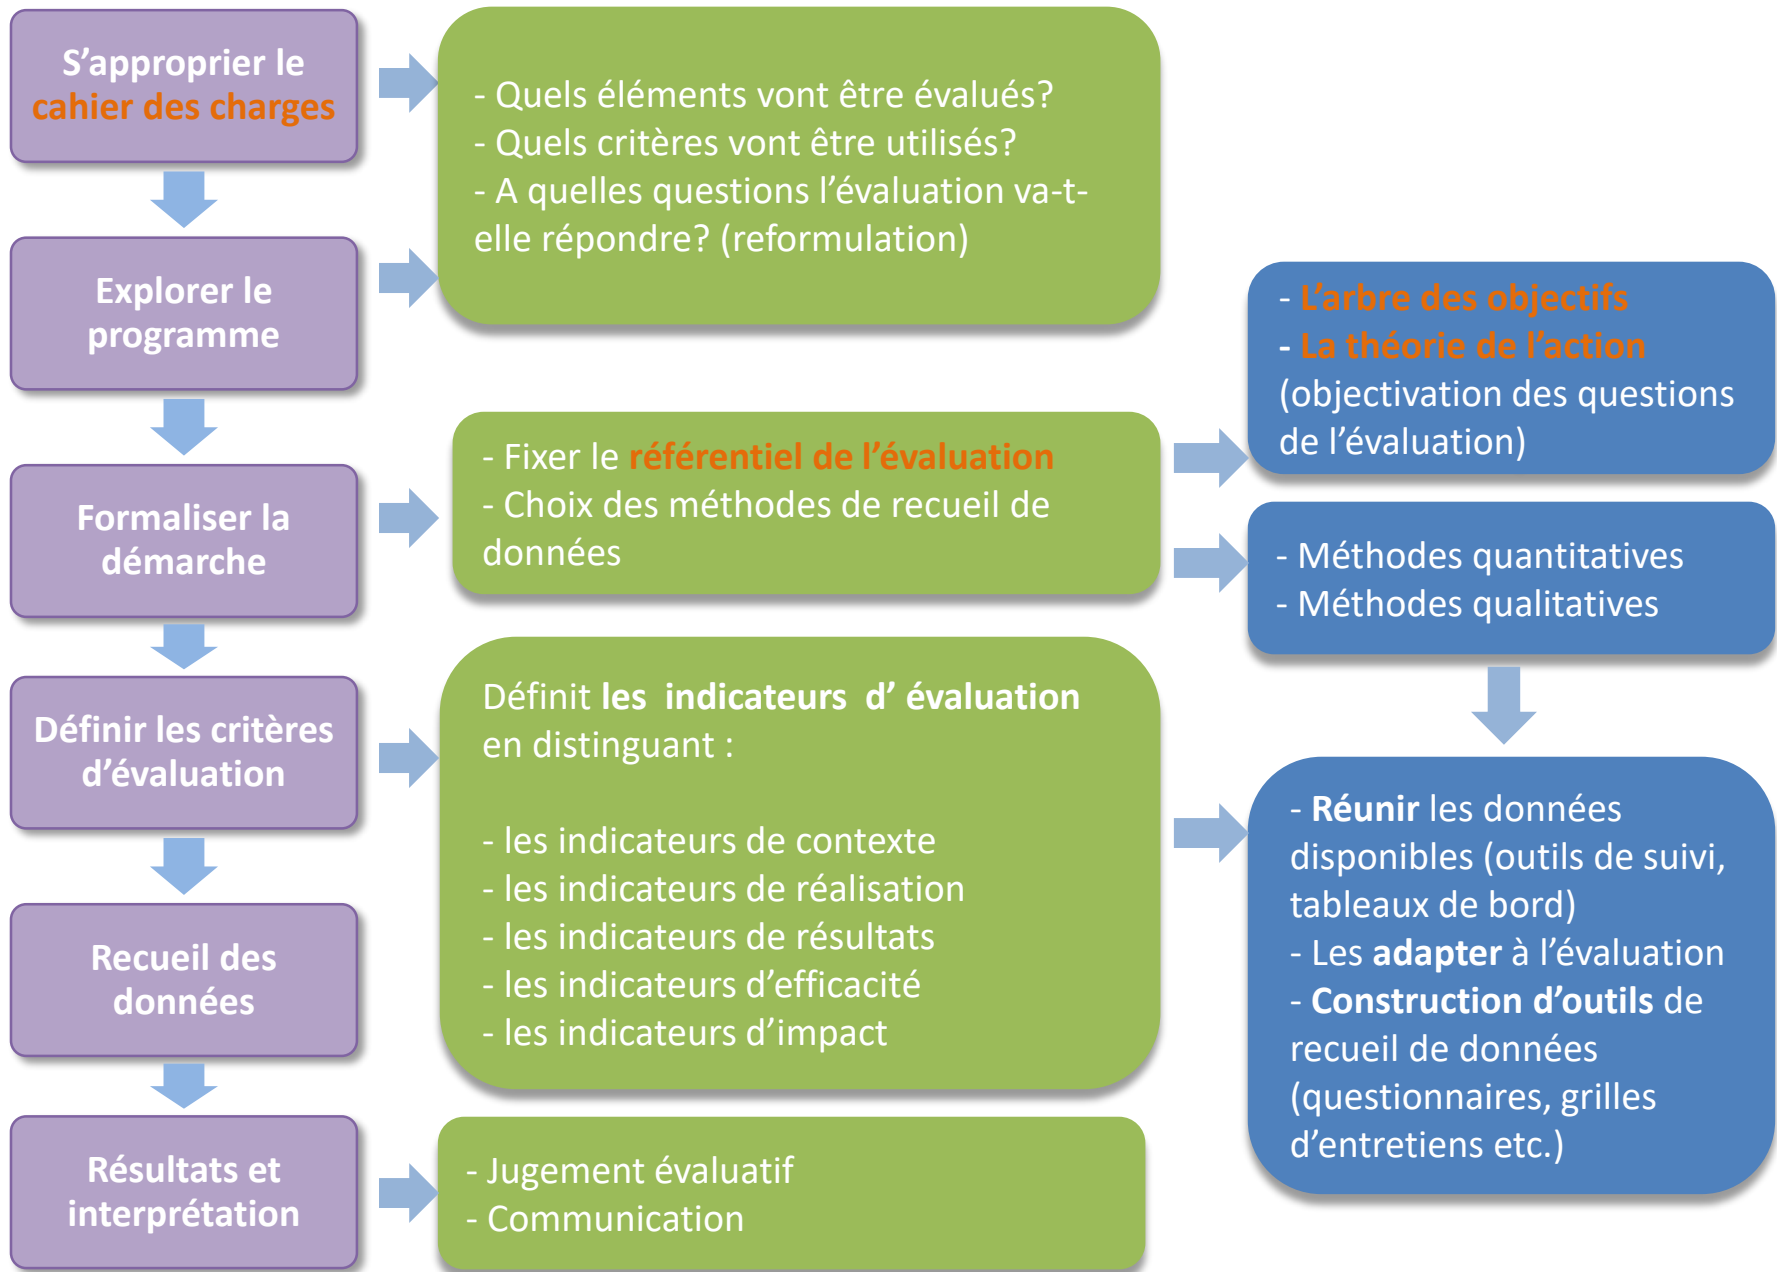 S'approprier le
cahier des charges
- Quels éléments vont être évalués?
- Quels critères vont être utilisés?
- A quelles questions l'évaluation va-t-
elle répondre? (reformulation)
Explorer le
programme
- L'arbre des objectifs
- La théorie de l'action
(objectivation des questions
de l'évaluation)
Formaliser la
démarche
- Fixer le référentiel de l'évaluation
- Choix des méthodes de recueil de
données
- Méthodes quantitatives
- Méthodes qualitatives
Définir les critères
d'évaluation
Définit les  indicateurs  d' évaluation
en distinguant :
- les indicateurs de contexte
- les indicateurs de réalisation
- les indicateurs de résultats
- les indicateurs d'efficacité
- les indicateurs d'impact
- Réunir les données
disponibles (outils de suivi,
tableaux de bord)
- Les adapter à l'évaluation
- Construction d'outils de
recueil de données
(questionnaires, grilles
d'entretiens etc.)
Recueil des
données
Résultats et
interprétation
- Jugement évaluatif
- Communication